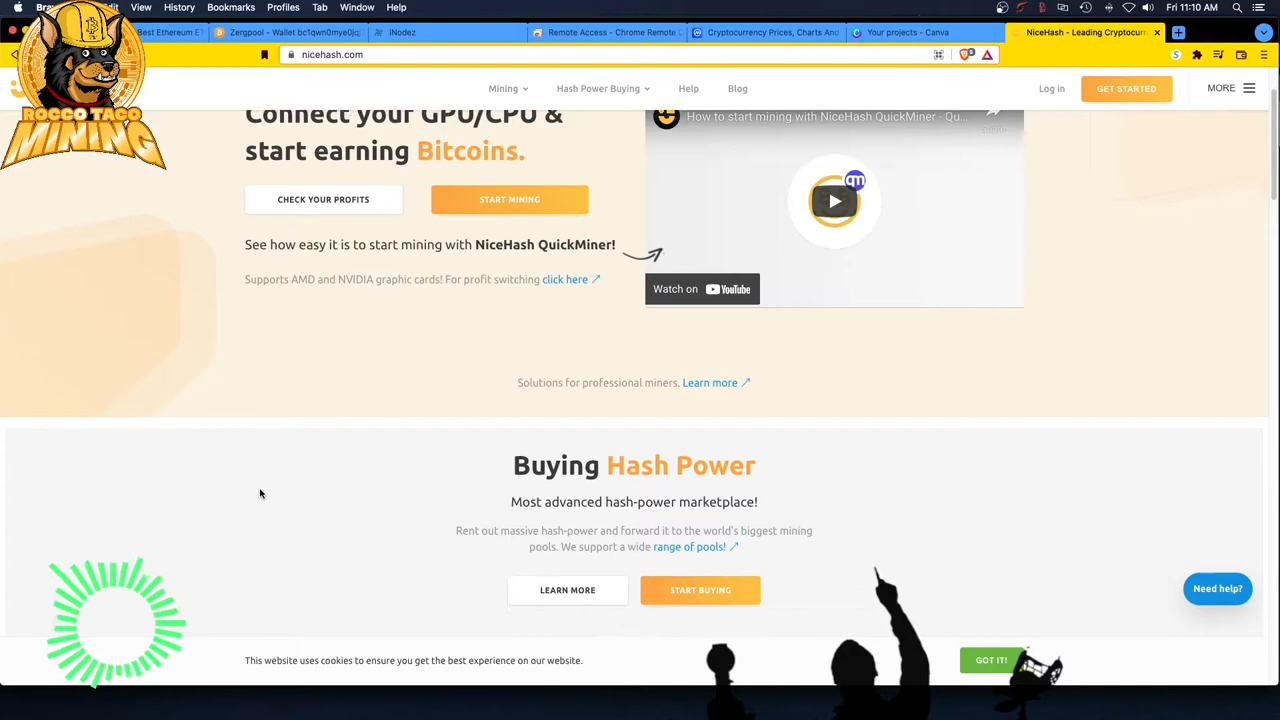 Brav
View
History
Bookmarks
Profiles
Tab
Window
Help
Fri 11:10 AM
Best Ethereum ET
Zergpool - Wallet bc1qwn0mye0jq
iNodez
Remote Access - Chrome Remote
Cryptocurrency Prices, Charts And
Your projects - Canva
NiceHash - Leading Cryptocurr
nicehash.com
ROCCO TACO
MINING
Mining
Hash Power Buying
Help
Blog
Log in
GET STARTED
MORE
Connect your GPU/CPU &
start earning Bitcoins.
CHECK YOUR PROFITS
START MINING
See how easy it is to start mining with NiceHash QuickMiner!
Supports AMD and NVIDIA graphic cards! For profit switching click here ↗
How to start mining with NiceHash QuickMiner - Qu...
qm
Watch on YouTube
Solutions for professional miners. Learn more ↗
Buying Hash Power
Most advanced hash-power marketplace!
Rent out massive hash-power and forward it to the world's biggest mining
pools. We support a wide range of pools! ↗
LEARN MORE
START BUYING
Need help?
This website uses cookies to ensure you get the best experience on our website.
GOT IT!